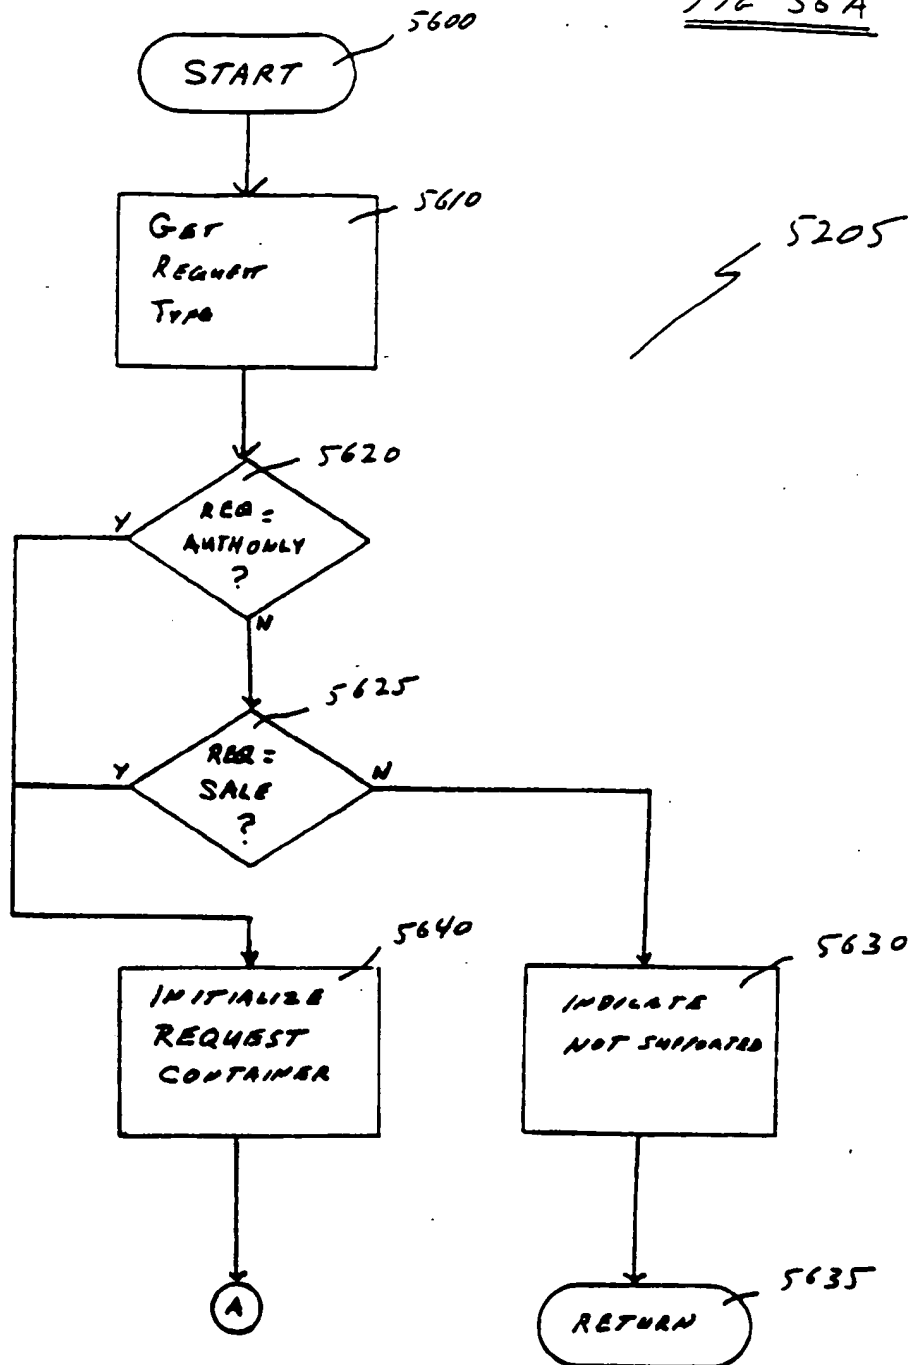 FIG 56A
5600
START
5610
GET
REQUEST
TYPE
5205
5620
Y
REQ =
AUTHONLY
?
N
5625
Y
REQ =
SALE
?
N
5640
INITIALIZE
REQUEST
CONTAINER
5630
INDICATE
NOT SUPPORTED
A
5635
RETURN